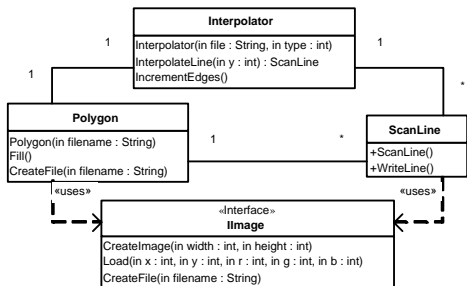 Interpolator
Interpolator(in file : String, in type : int)
InterpolateLine(in y : int) : ScanLine
IncrementEdges()
1
1
1
*
Polygon
Polygon(in filename : String)
Fill()
CreateFile(in filename : String)
1
*
ScanLine
+ScanLine()
+WriteLine()
«uses»
«uses»
«Interface»
IImage
CreateImage(in width : int, in height : int)
Load(in x : int, in y : int, in r : int, in g : int, in b : int)
CreateFile(in filename : String)